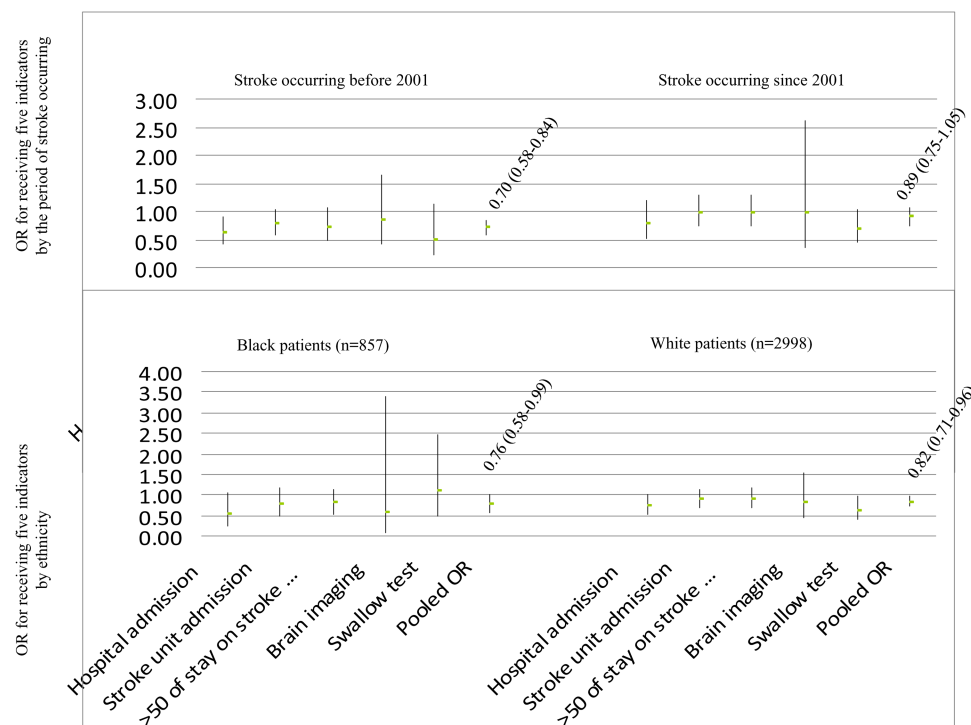 OR for receiving five indicators
by the period of stroke occurring
Stroke occurring before 2001
Stroke occurring since 2001
3.00
2.50
2.00
1.50
1.00
0.50
0.00
0.70 (0.58-0.84)
0.89 (0.75-1.05)
H
OR for receiving five indicators
by ethnicity
Black patients (n=857)
White patients (n=2998)
4.00
3.50
3.00
2.50
2.00
1.50
1.00
0.50
0.00
0.76 (0.58-0.99)
0.82 (0.71-0.96)
Hospital admission
Stroke unit admission
>50 of stay on stroke ...
Brain imaging
Swallow test
Pooled OR
Hospital admission
Stroke unit admission
>50 of stay on stroke ...
Brain imaging
Swallow test
Pooled OR